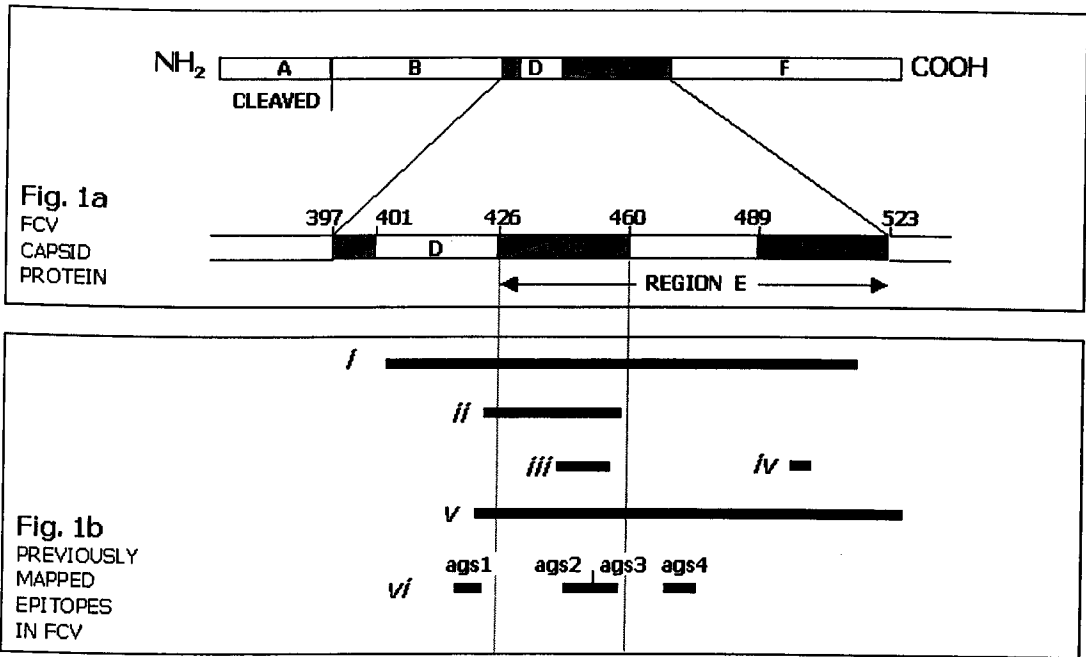 NH2 A B D F COOH
CLEAVED
Fig. 1a
FCV
CAPSID
PROTEIN
397 401 426 460 489 523
D
REGION E
i
ii
iii iv
v
Fig. 1b
PREVIOUSLY
MAPPED
EPITOPES
IN FCV
ags1 ags2 ags3 ags4
vi